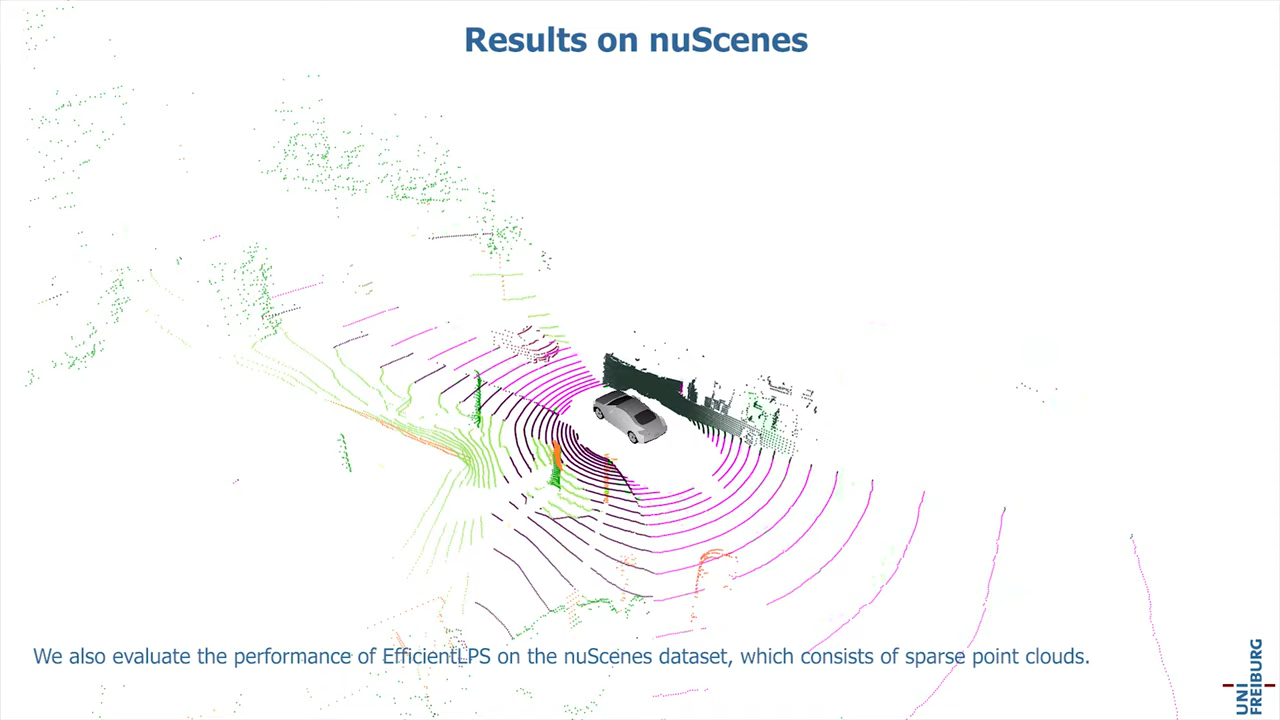 Results on nuScenes
We also evaluate the performance of EfficientLPS on the nuScenes dataset, which consists of sparse point clouds.
UNI
FREIBURG